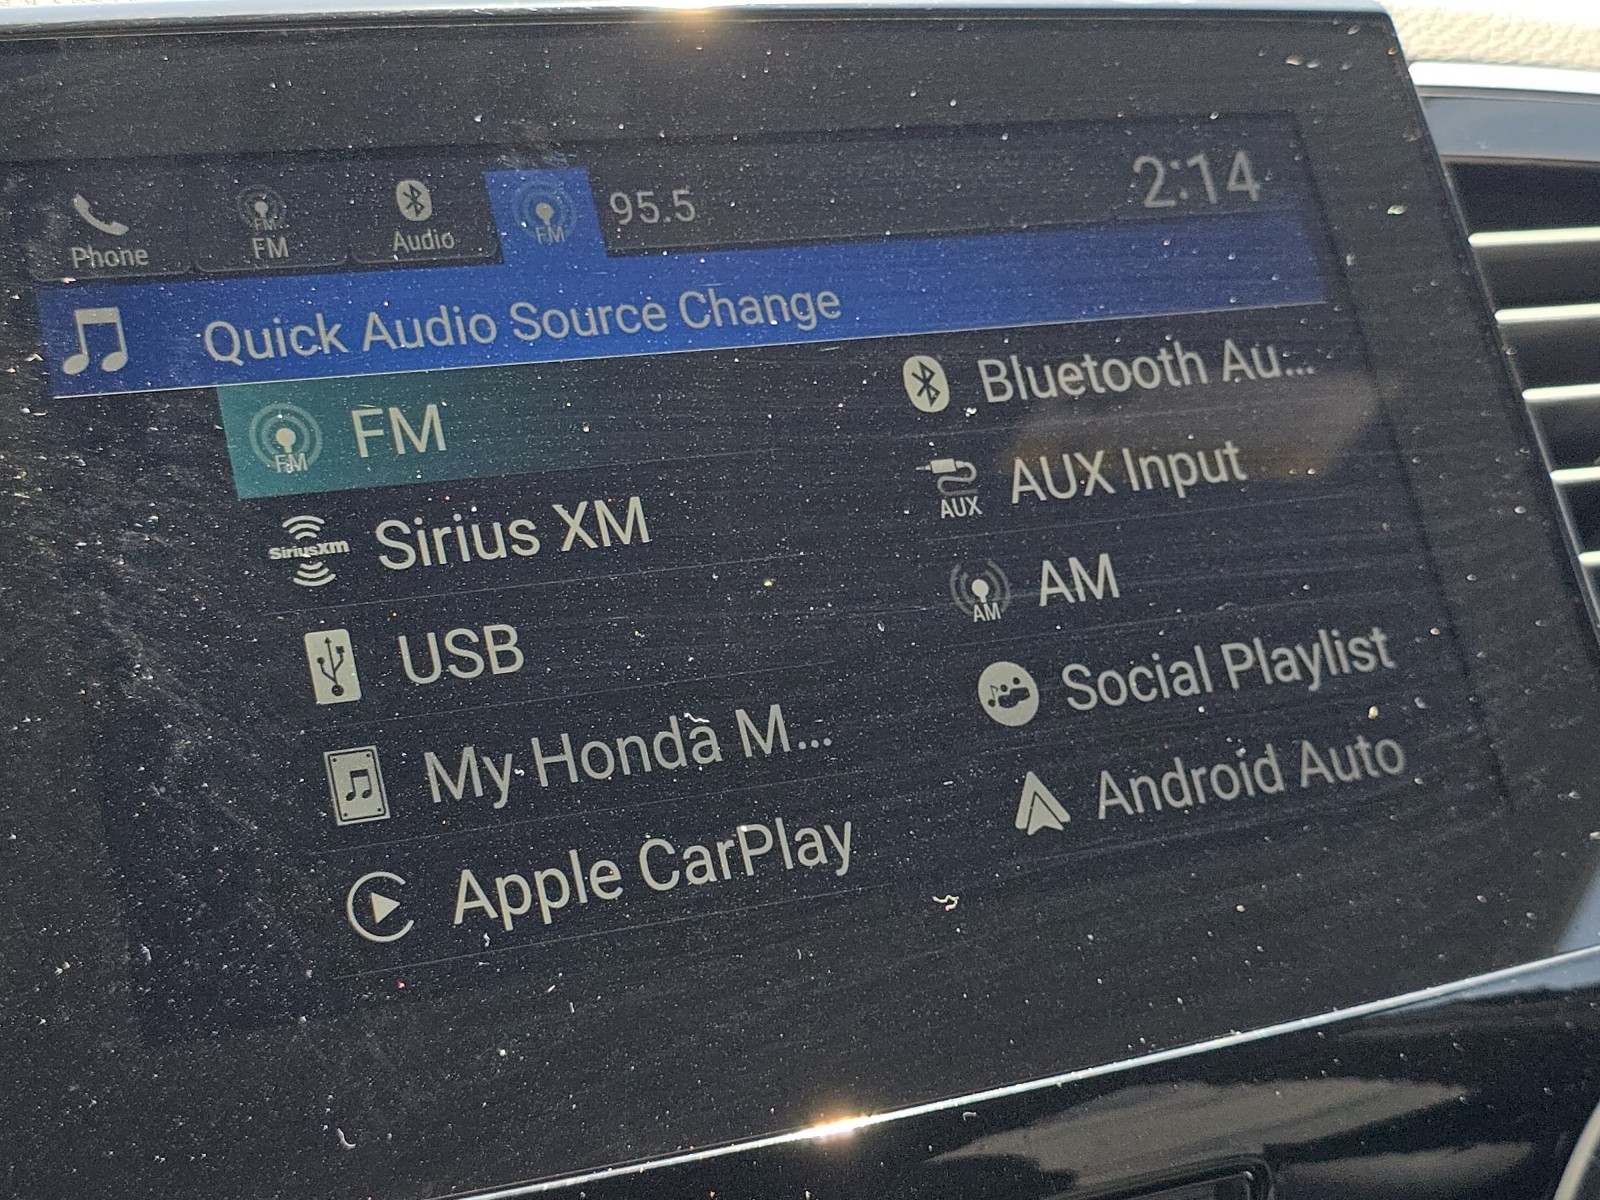 Phone
FM
FM
Audio
FM
95.5
2:14
Quick Audio Source Change
FM
FM
Bluetooth Au...
SiriusXM
Sirius XM
AUX
AUX Input
USB
AM
AM
My Honda M...
Social Playlist
Apple CarPlay
Android Auto